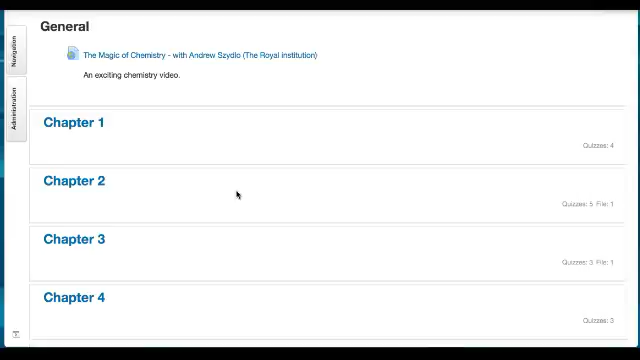 General
The Magic of Chemistry - with Andrew Szydlo (The Royal institution)
An exciting chemistry video.
Navigation
Administration
Chapter 1
Quizzes: 4
Chapter 2
Quizzes: 5 File: 1
Chapter 3
Quizzes: 3 File: 1
Chapter 4
Quizzes: 3